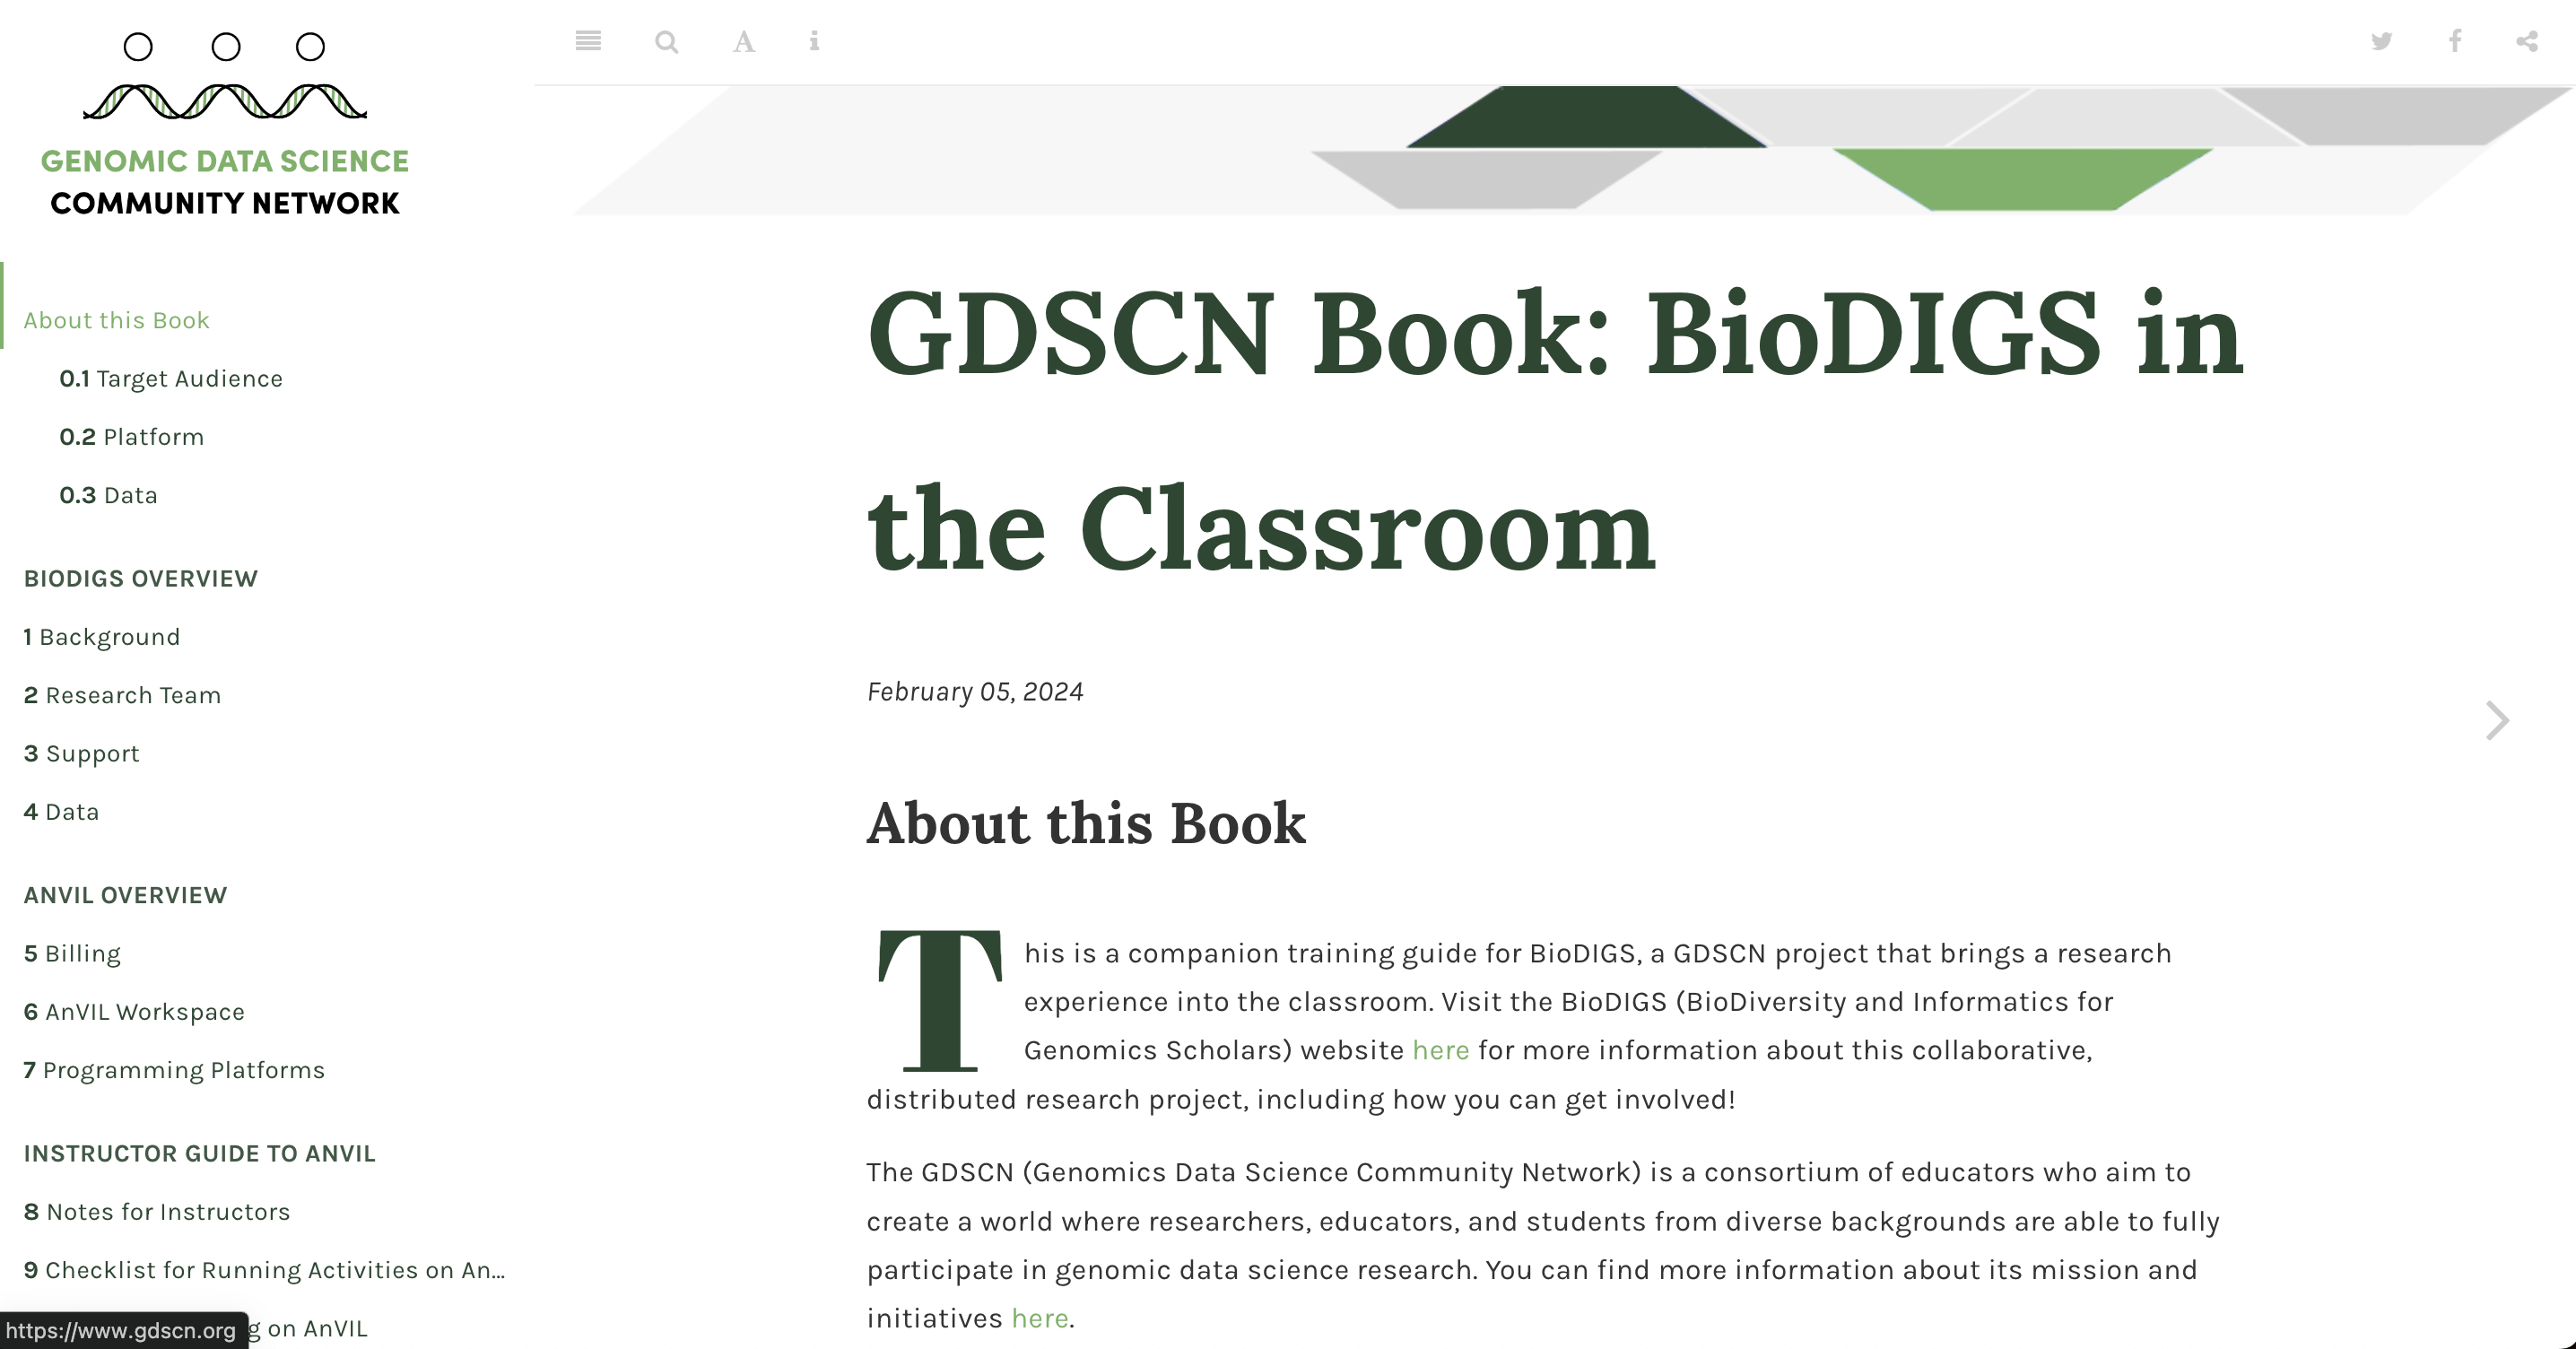 GENOMIC DATA SCIENCE
COMMUNITY NETWORK
About this Book
0.1 Target Audience
0.2 Platform
0.3 Data
BIODIGS OVERVIEW
1 Background
2 Research Team
3 Support
4 Data
ANVIL OVERVIEW
5 Billing
6 AnVIL Workspace
7 Programming Platforms
INSTRUCTOR GUIDE TO ANVIL
8 Notes for Instructors
9 Checklist for Running Activities on An...
g on AnVIL
https://www.gdscn.org
GDSCN Book: BioDIGS in
the Classroom
February 05, 2024
About this Book
This is a companion training guide for BioDIGS, a GDSCN project that brings a research
experience into the classroom. Visit the BioDIGS (BioDiversity and Informatics for
Genomics Scholars) website here for more information about this collaborative,
distributed research project, including how you can get involved!
The GDSCN (Genomics Data Science Community Network) is a consortium of educators who aim to
create a world where researchers, educators, and students from diverse backgrounds are able to fully
participate in genomic data science research. You can find more information about its mission and
initiatives here.